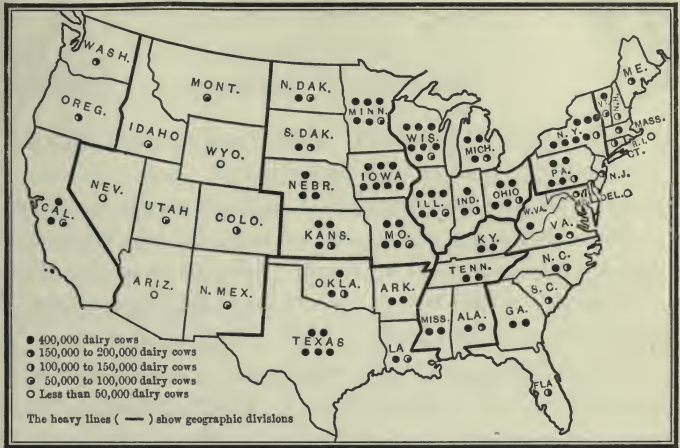 WASH.
OREG.
CAL.
NEV.
IDAHO
MONT.
WYO.
UTAH
COLO.
ARIZ.
N. MEX.
N. DAK.
S. DAK.
NEBR.
KANS.
OKLA.
TEXAS
MINN.
IOWA
MO.
ARK.
LA
WIS.
ILL.
MICH.
IND.
OHIO
KY.
TENN.
MISS.
ALA.
GA.
FLA
S. C.
N. C.
VA.
W.VA.
PA.
N. Y.
ME.
VT.
N.H.
MASS.
R.I.
CT.
N.J.
DEL.
400,000 dairy cows
150,000 to 200,000 dairy cows
100,000 to 150,000 dairy cows
50,000 to 100,000 dairy cows
Less than 50,000 dairy cows
The heavy lines ( — ) show geographic divisions